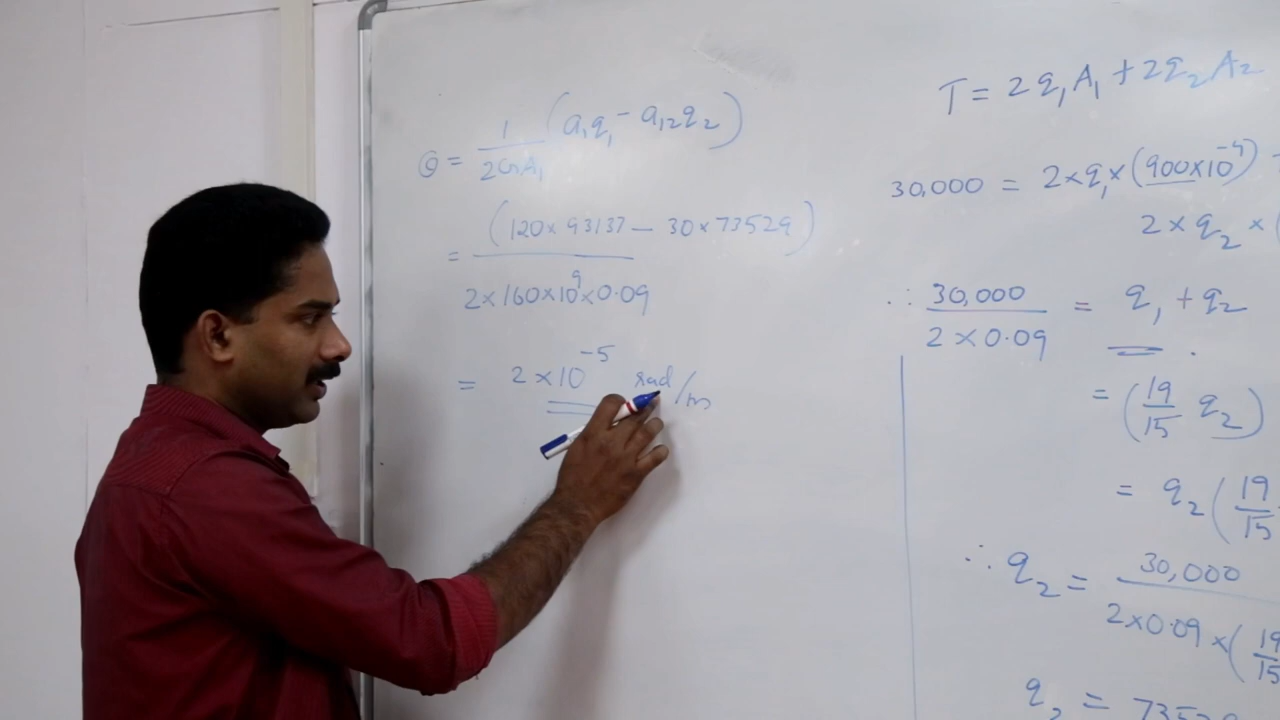 Θ = 1/2GA₁ (a₁q₁ - a₁₂q₂)
= (120×93137 — 30×73529)
2×160×10⁹×0.09
= 2×10⁻⁵ rad/m
T = 2q₁A₁ + 2q₂A₂
30,000 = 2×q₁×(900×10⁻⁴)
2×q₂×(
∴ 30,000/2×0.09 = q₁ + q₂
= (19/15 q₂)
= q₂(19/15
∴ q₂ = 30,000
2×0.09×(19/15
q₂ = 73529